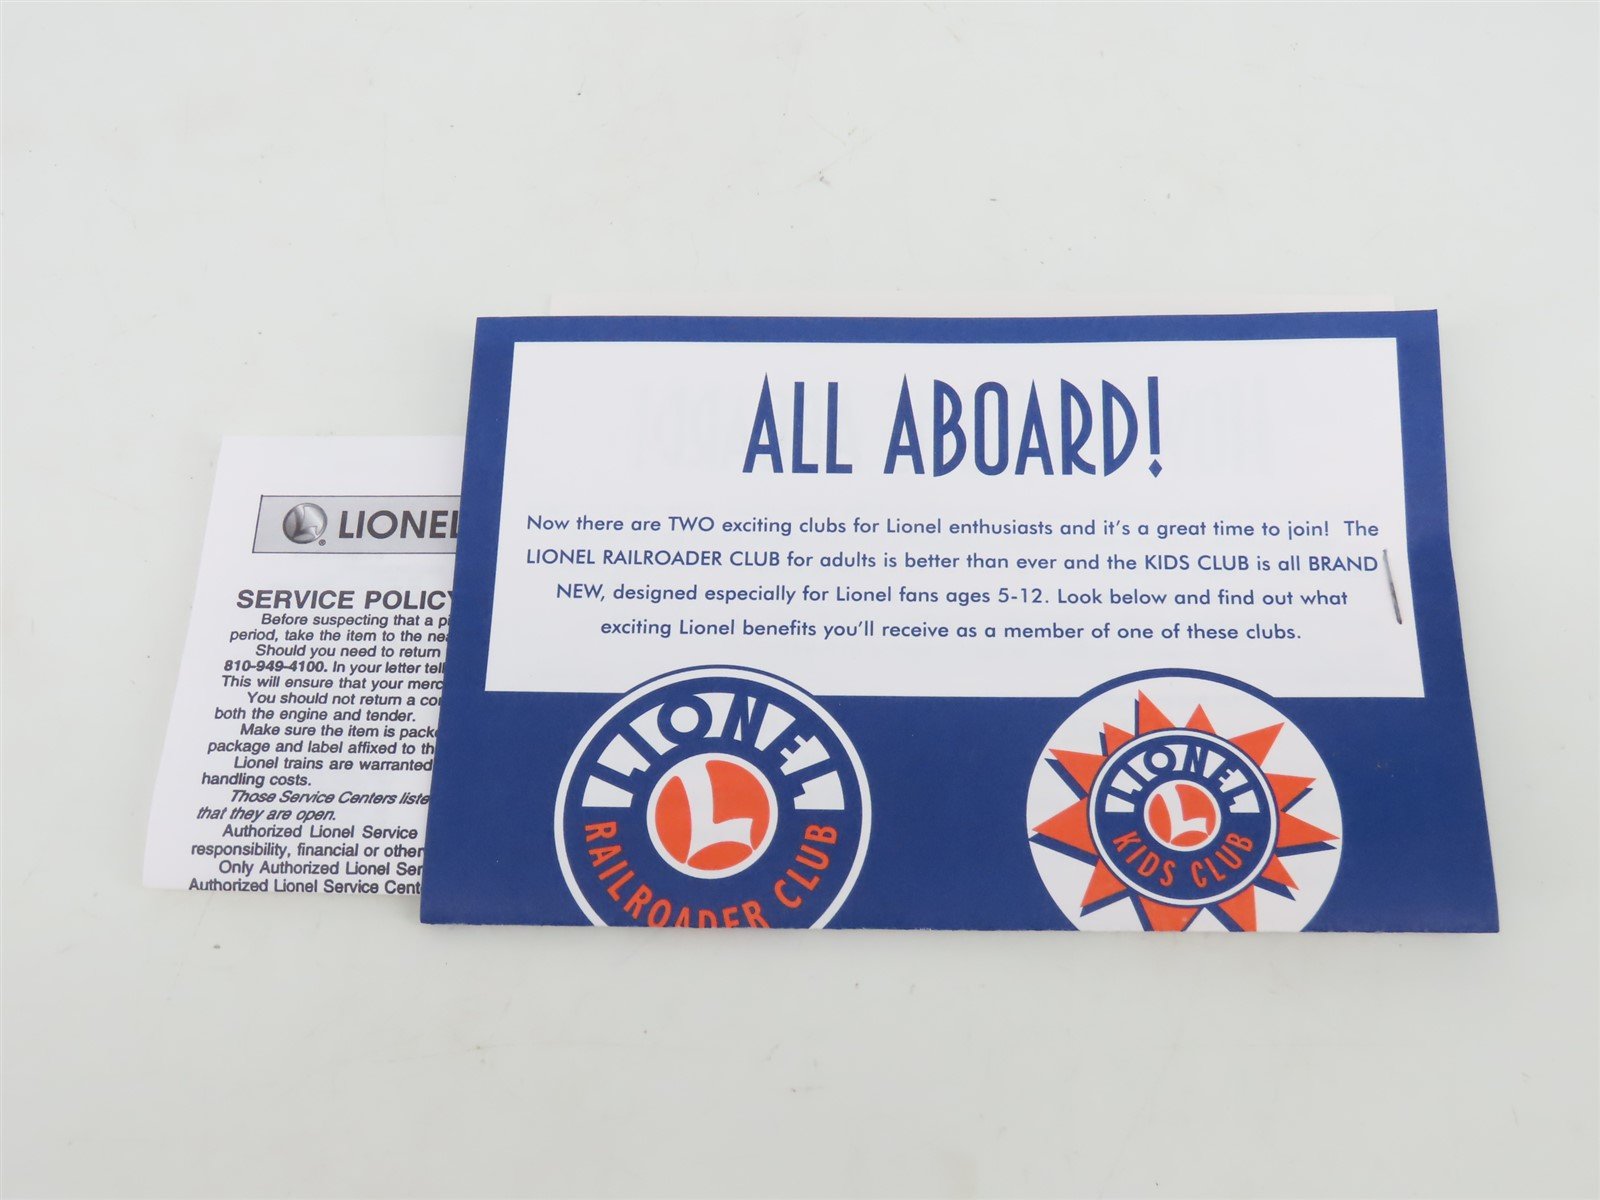 LIONEL
SERVICE POLICY
Before suspecting that a
period, take the item to the
Should you need to return
810-949-4100. In your letter tell
This will ensure that your merc
You should not return a
both the engine and tender.
Make sure the item is pack
package and label affixed to th
Lionel trains are warranted
handling costs.
Those Service Centers liste
that they are open.
Authorized Lionel Service
responsibility, financial or other
Only Authorized Lionel Ser
Authorized Lionel Service Cent
ALL ABOARD!
Now there are TWO exciting clubs for Lionel enthusiasts and it's a great time to join! The
LIONEL RAILROADER CLUB for adults is better than ever and the KIDS CLUB is all BRAND
NEW, designed especially for Lionel fans ages 5-12. Look below and find out what
exciting Lionel benefits you'll receive as a member of one of these clubs.
LIONEL
L
RAILROADER CLUB
LIONEL
L
KIDS CLUB